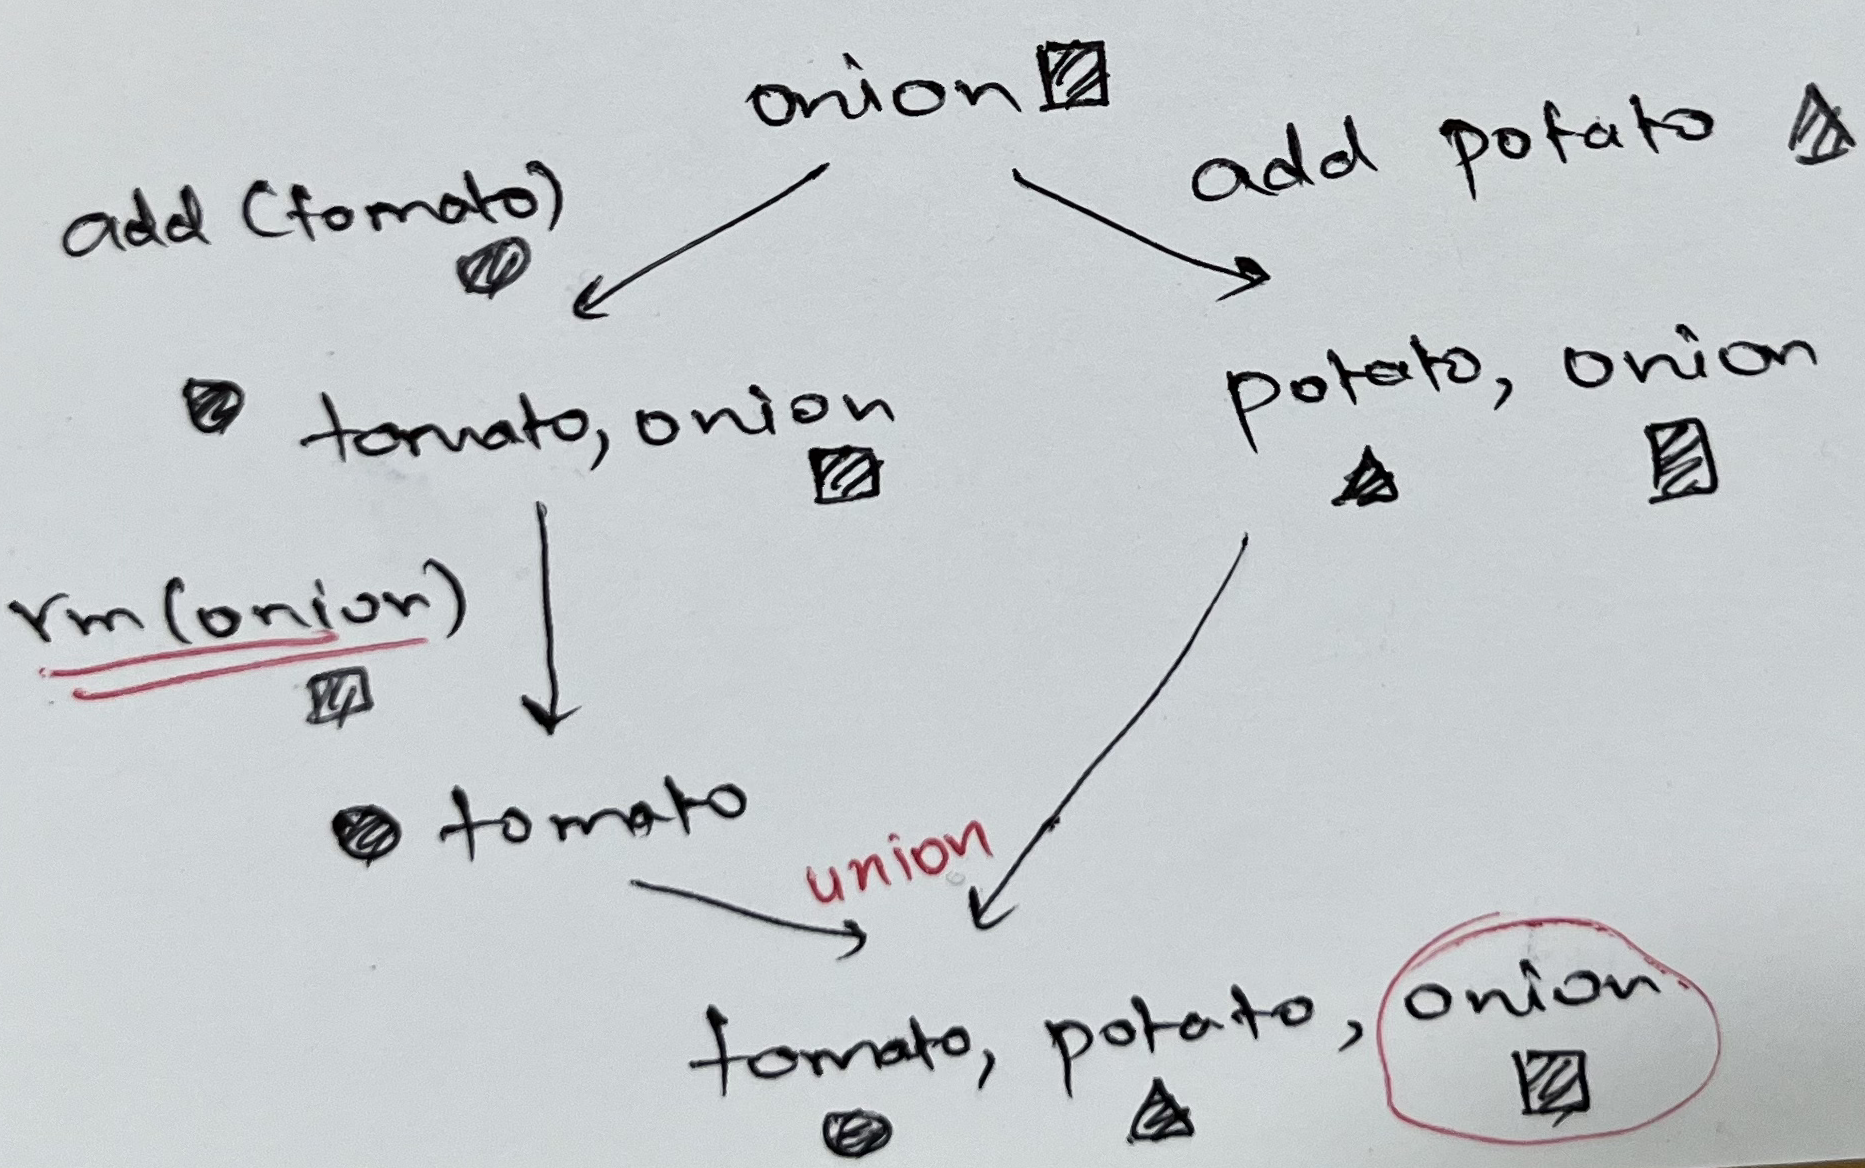 onion
add potato
add (tomato)
potato, onion
tomato, onion
rm(onion)
tomato
union
tomato, potato, onion